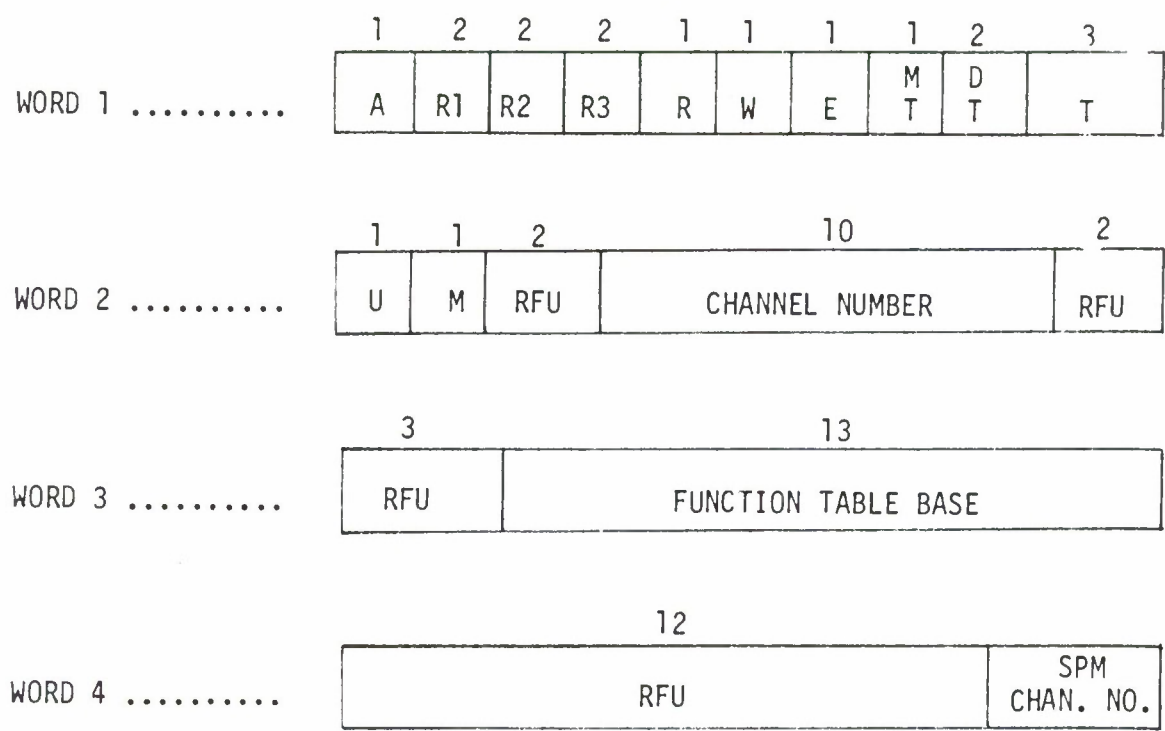 1 2 2 2 1 1 1 1 2 3
WORD 1 .......... A R1 R2 R3 R W E MT DT T
1 1 2 10 2
WORD 2 .......... U M RFU CHANNEL NUMBER RFU
3 13
WORD 3 .......... RFU FUNCTION TABLE BASE
12
WORD 4 .......... RFU SPM
CHAN. NO.